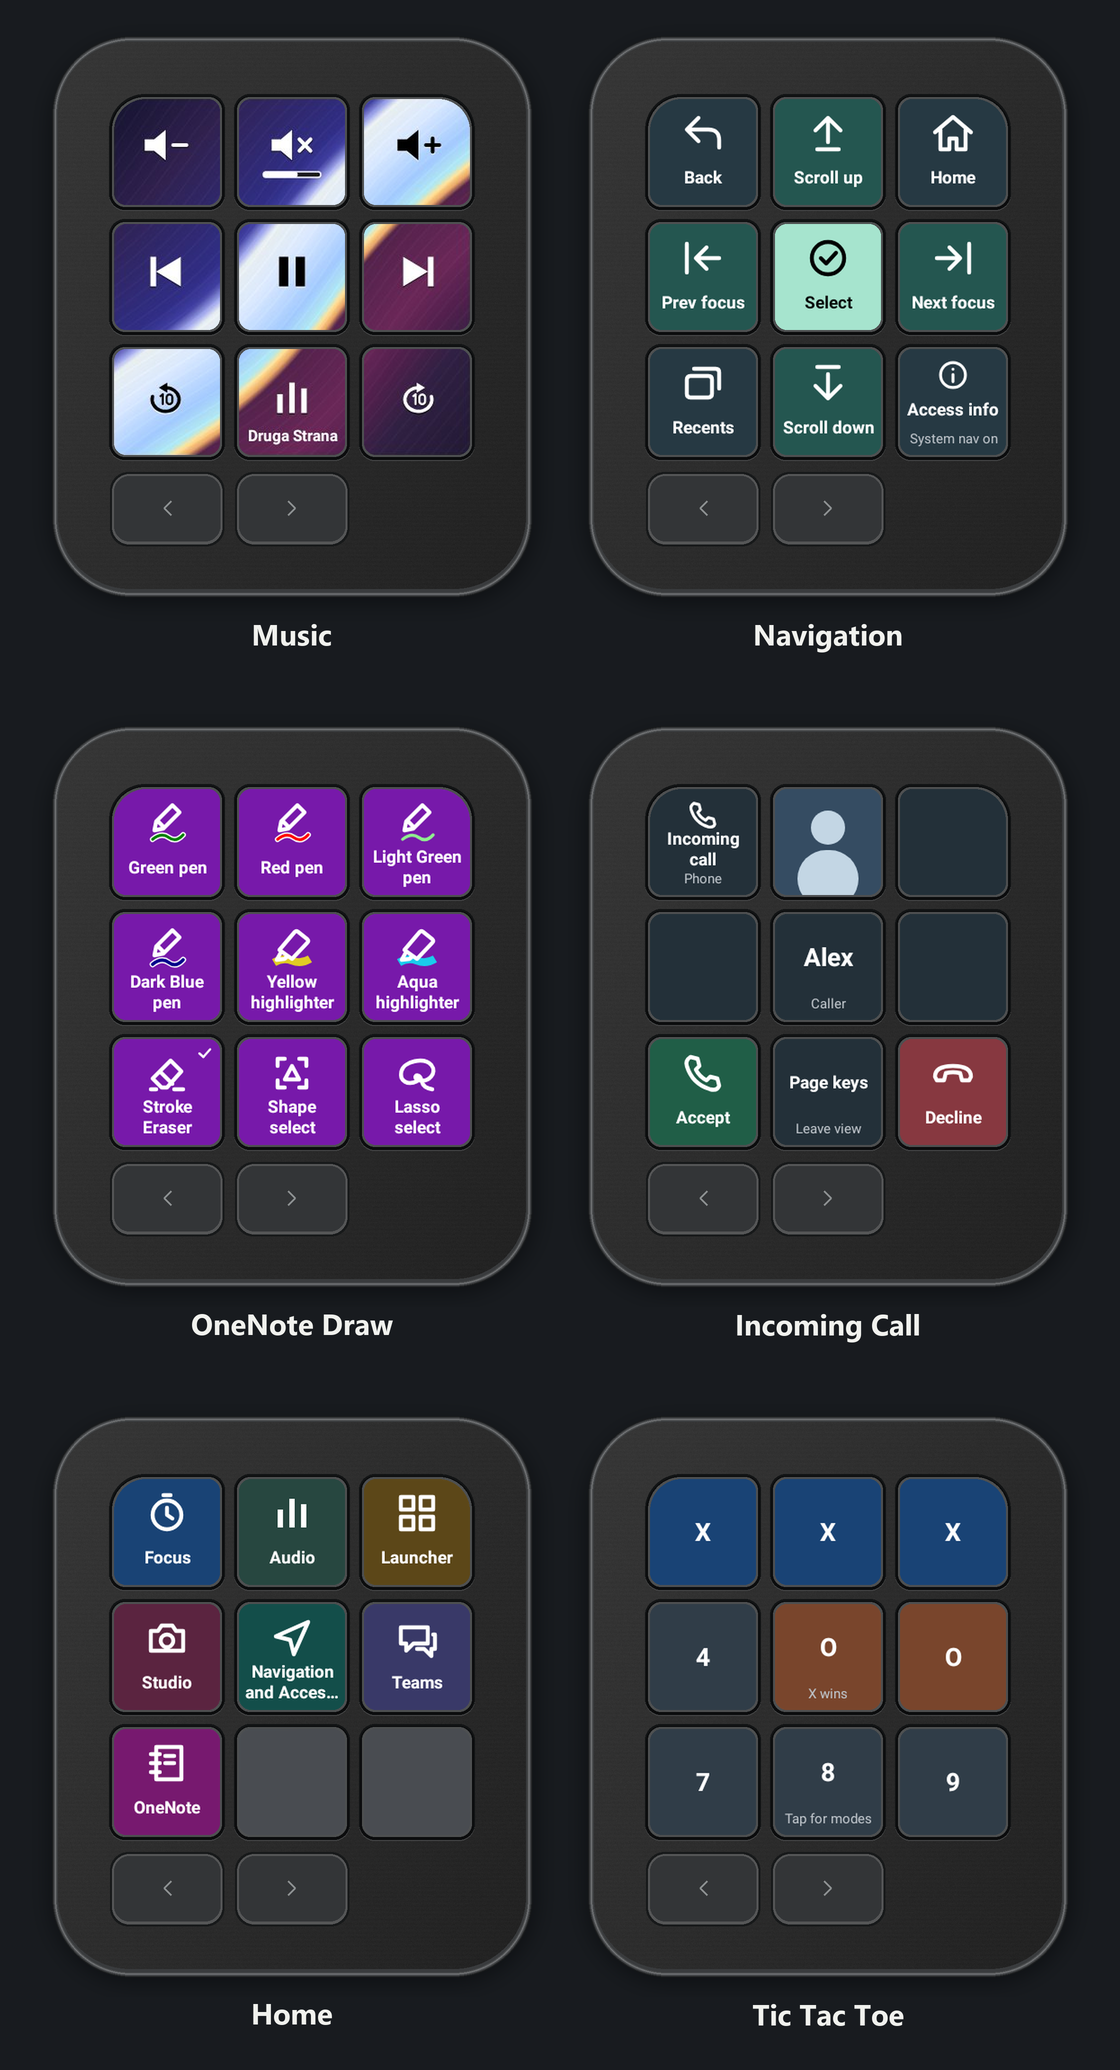 10
Druga Strana
10
Music
Back
Scroll up
Home
Prev focus
Select
Next focus
Recents
Scroll down
Access info
System nav on
Navigation
Green pen
Red pen
Light Green
pen
Dark Blue
pen
Yellow
highlighter
Aqua
highlighter
Stroke
Eraser
Shape
select
Lasso
select
OneNote Draw
Incoming
call
Phone
Alex
Caller
Accept
Page keys
Leave view
Decline
Incoming Call
Focus
Audio
Launcher
Studio
Navigation
and Acces...
Teams
OneNote
Home
X
X
X
4
O
X wins
O
7
8
Tap for modes
9
Tic Tac Toe